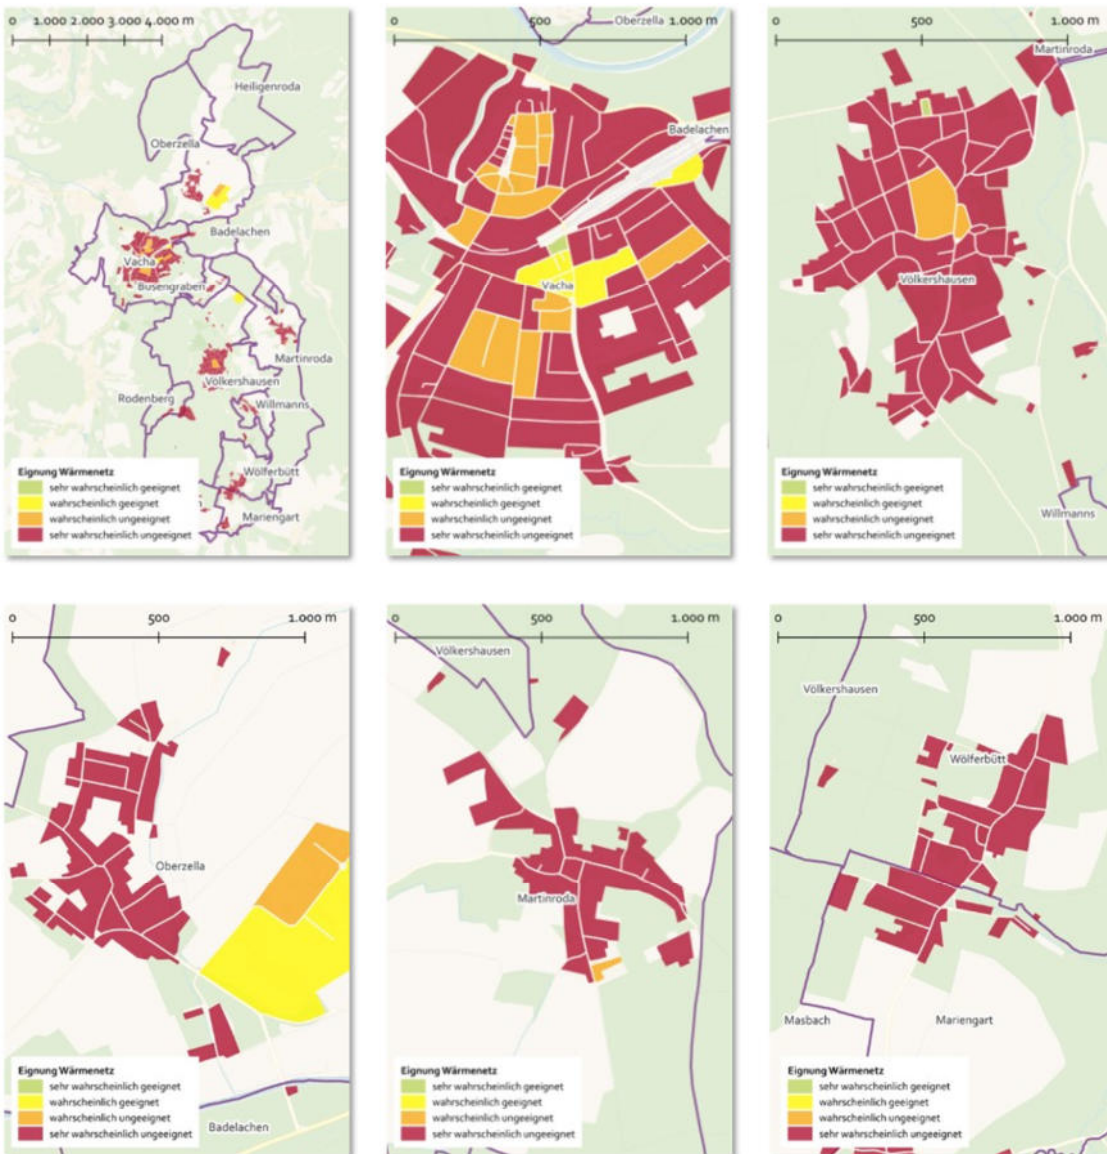 0 1.000 2.000 3.000 4.000 m
Heiligenroda
Oberzella
Badelachen
Vacha
Busengraben
Martinroda
Völkershausen
Rodenberg
Willmanns
Wölferbütt
Mariengart
Eignung Wärmenetz
sehr wahrscheinlich geeignet
wahrscheinlich geeignet
wahrscheinlich ungeeignet
sehr wahrscheinlich ungeeignet
0 500 1.000 m
Oberzella
Badelachen
Vacha
Eignung Wärmenetz
sehr wahrscheinlich geeignet
wahrscheinlich geeignet
wahrscheinlich ungeeignet
sehr wahrscheinlich ungeeignet
0 500 1.000 m
Martinroda
Völkershausen
Willmanns
Eignung Wärmenetz
sehr wahrscheinlich geeignet
wahrscheinlich geeignet
wahrscheinlich ungeeignet
sehr wahrscheinlich ungeeignet
0 500 1.000 m
Oberzella
Badelachen
Eignung Wärmenetz
sehr wahrscheinlich geeignet
wahrscheinlich geeignet
wahrscheinlich ungeeignet
sehr wahrscheinlich ungeeignet
0 500 1.000 m
Völkershausen
Martinroda
Eignung Wärmenetz
sehr wahrscheinlich geeignet
wahrscheinlich geeignet
wahrscheinlich ungeeignet
sehr wahrscheinlich ungeeignet
0 500 1.000 m
Völkershausen
Wölferbütt
Masbach
Mariengart
Eignung Wärmenetz
sehr wahrscheinlich geeignet
wahrscheinlich geeignet
wahrscheinlich ungeeignet
sehr wahrscheinlich ungeeignet